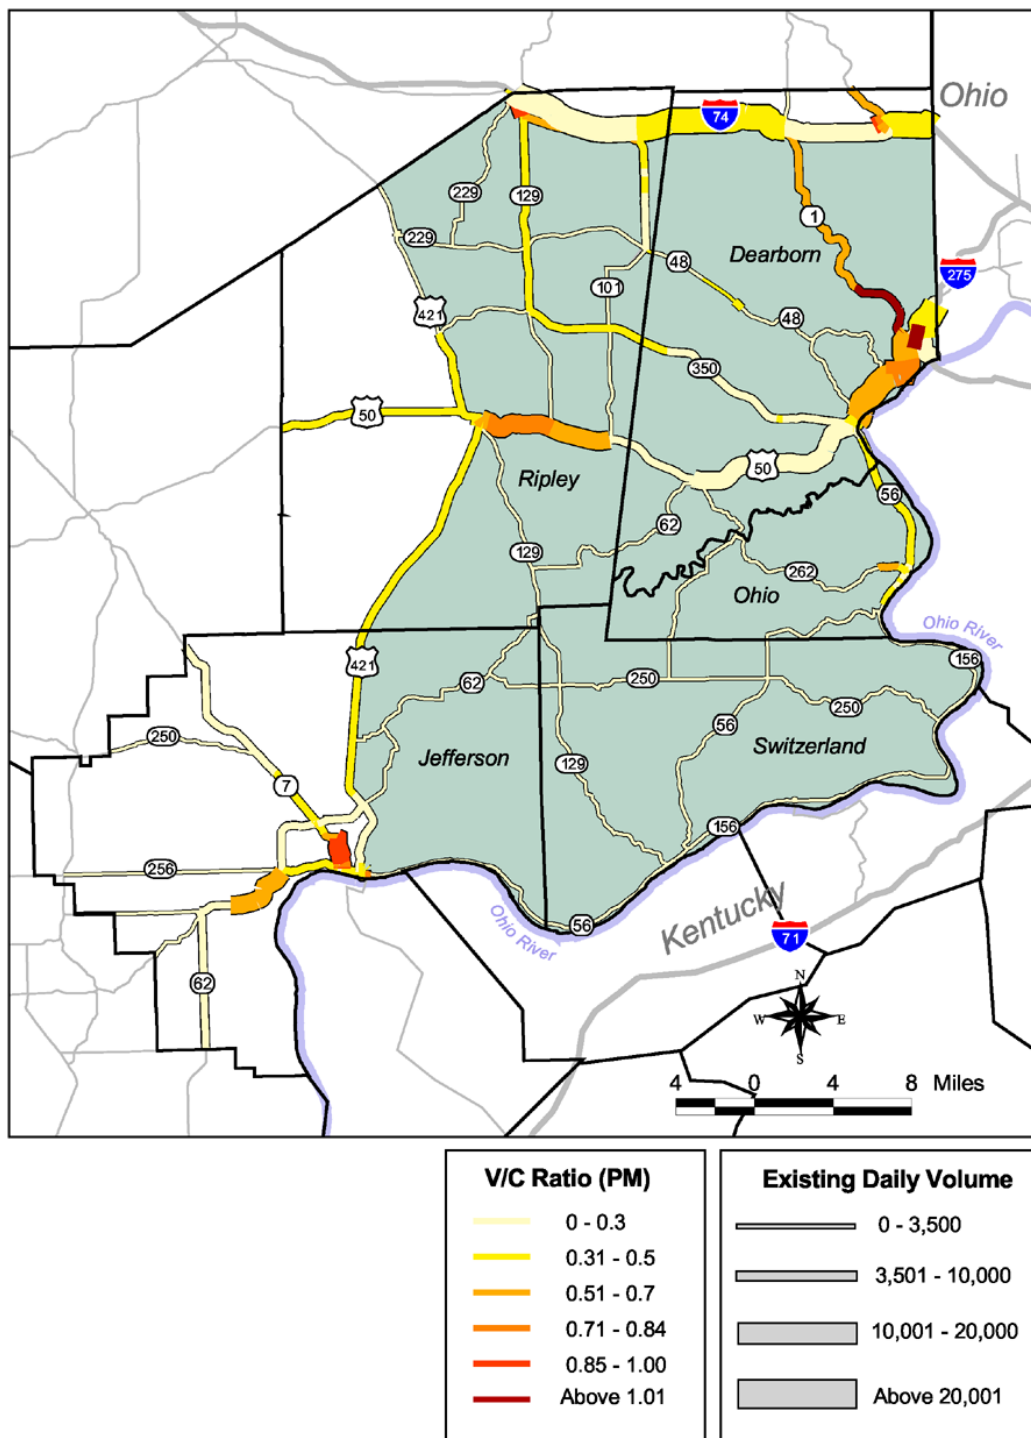 Ohio
74
229
129
1
229
Dearborn
48
275
101
421
48
350
50
50
Ripley
56
62
129
262
Ohio
Ohio River
421
156
62
250
250
56
250
Jefferson
Switzerland
129
7
156
256
Kentucky
Ohio River
56
71
62
N
W
E
S
4 0 4 8 Miles
V/C Ratio (PM)
0 - 0.3
0.31 - 0.5
0.51 - 0.7
0.71 - 0.84
0.85 - 1.00
Above 1.01
Existing Daily Volume
0 - 3,500
3,501 - 10,000
10,001 - 20,000
Above 20,001